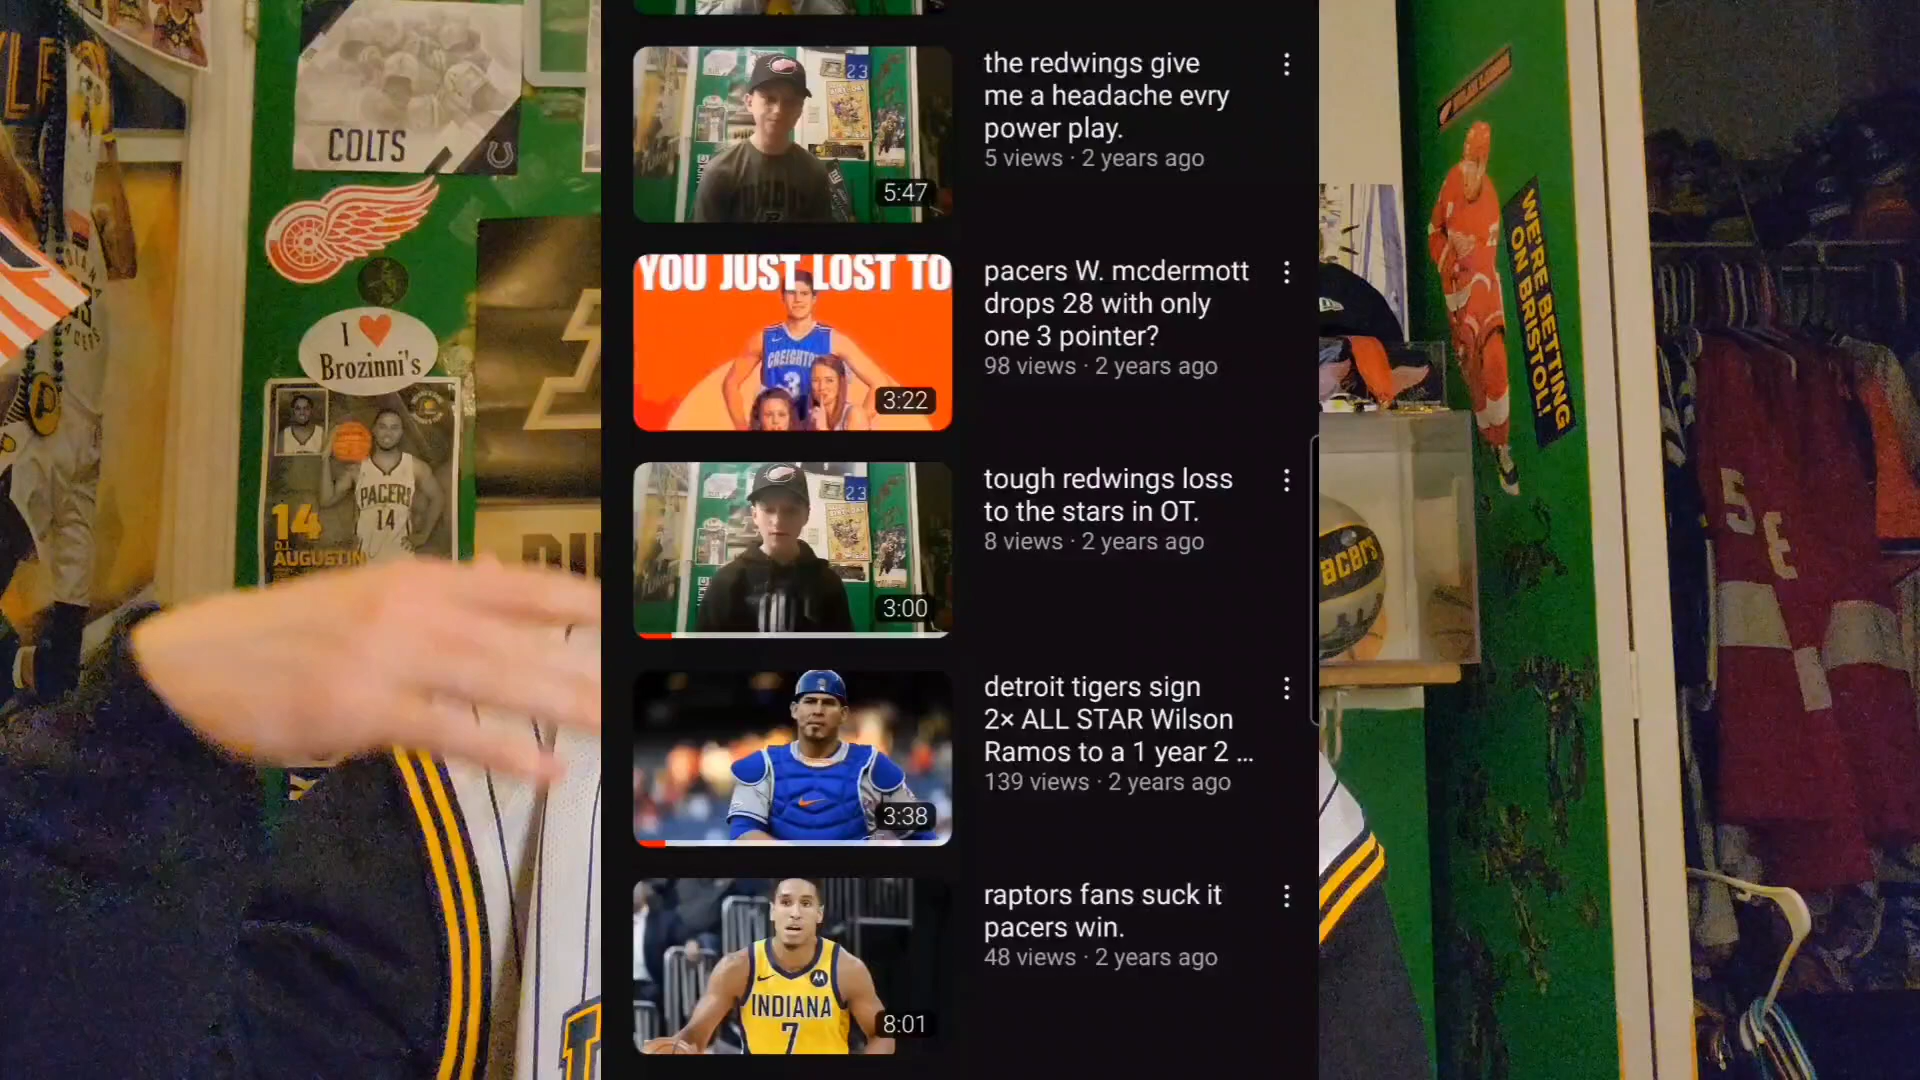 COLTS
I
Brozinni's
PACERS
14
14
D.J.
AUGUSTIN
the redwings give
me a headache evry
power play.
5 views · 2 years ago
23
5:47
YOU JUST LOST TO
CREIGHTON
3
3:22
pacers W. mcdermott
drops 28 with only
one 3 pointer?
98 views · 2 years ago
23
3:00
tough redwings loss
to the stars in OT.
8 views · 2 years ago
3:38
detroit tigers sign
2× ALL STAR Wilson
Ramos to a 1 year 2 ...
139 views · 2 years ago
INDIANA
7
8:01
raptors fans suck it
pacers win.
48 views · 2 years ago
WE'RE BETTING
ON BRISTOL!
Pacers